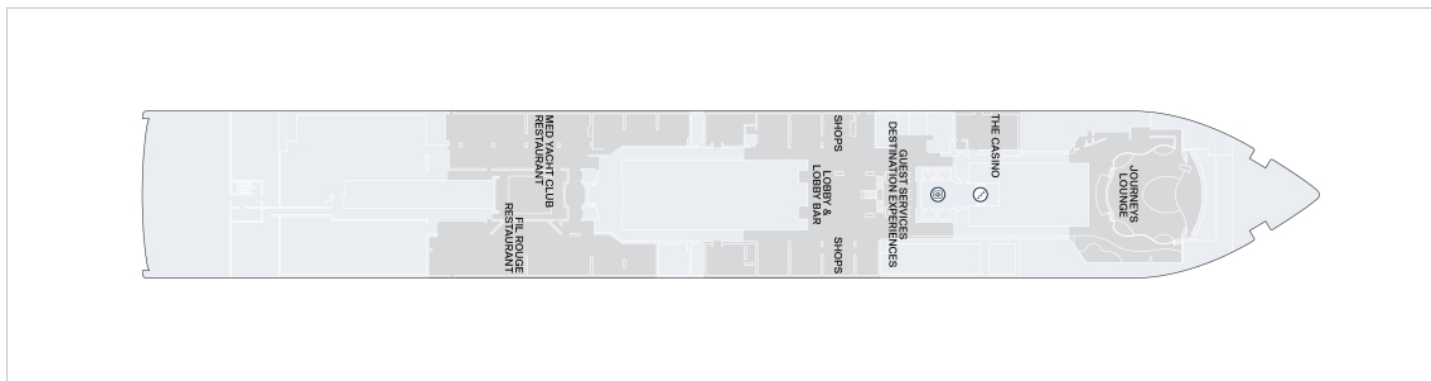 MED YACHT CLUB
RESTAURANT
FIL ROUGE
RESTAURANT
SHOPS
LOBBY &
LOBBY BAR
SHOPS
GUEST SERVICES
DESTINATION EXPERIENCES
THE CASINO
JOURNEYS
LOUNGE